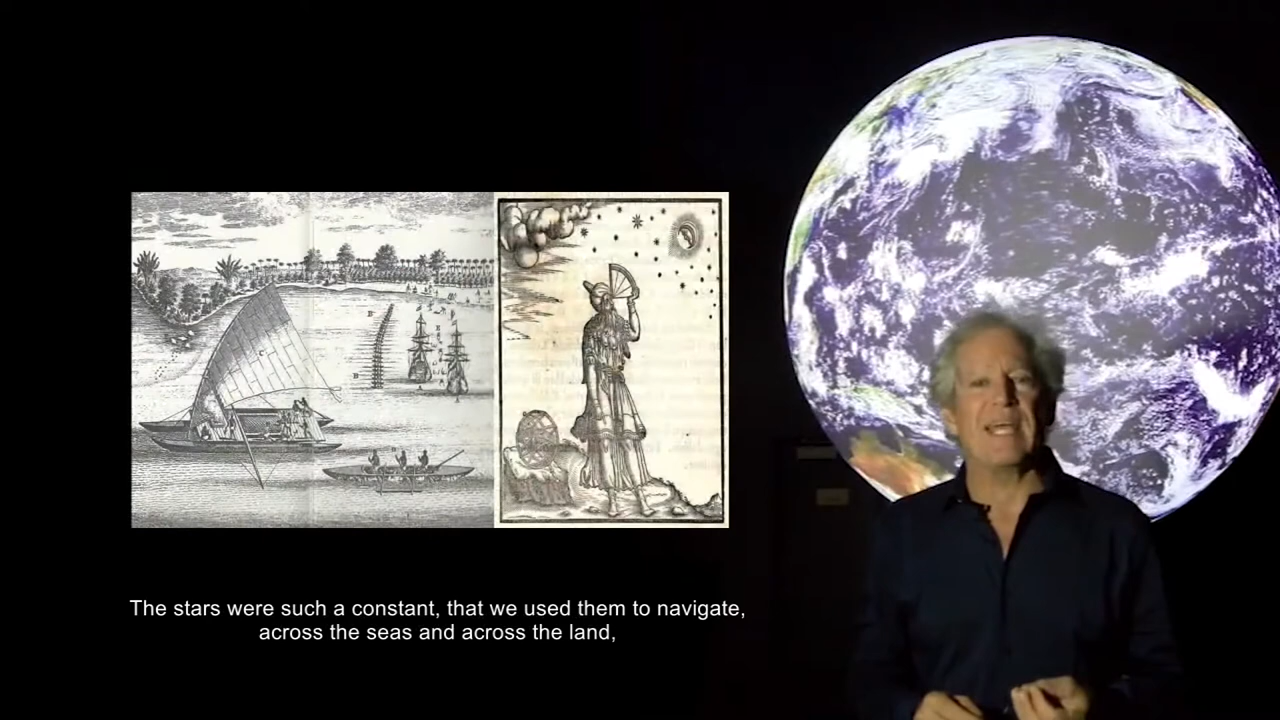 The stars were such a constant, that we used them to navigate,
across the seas and across the land,